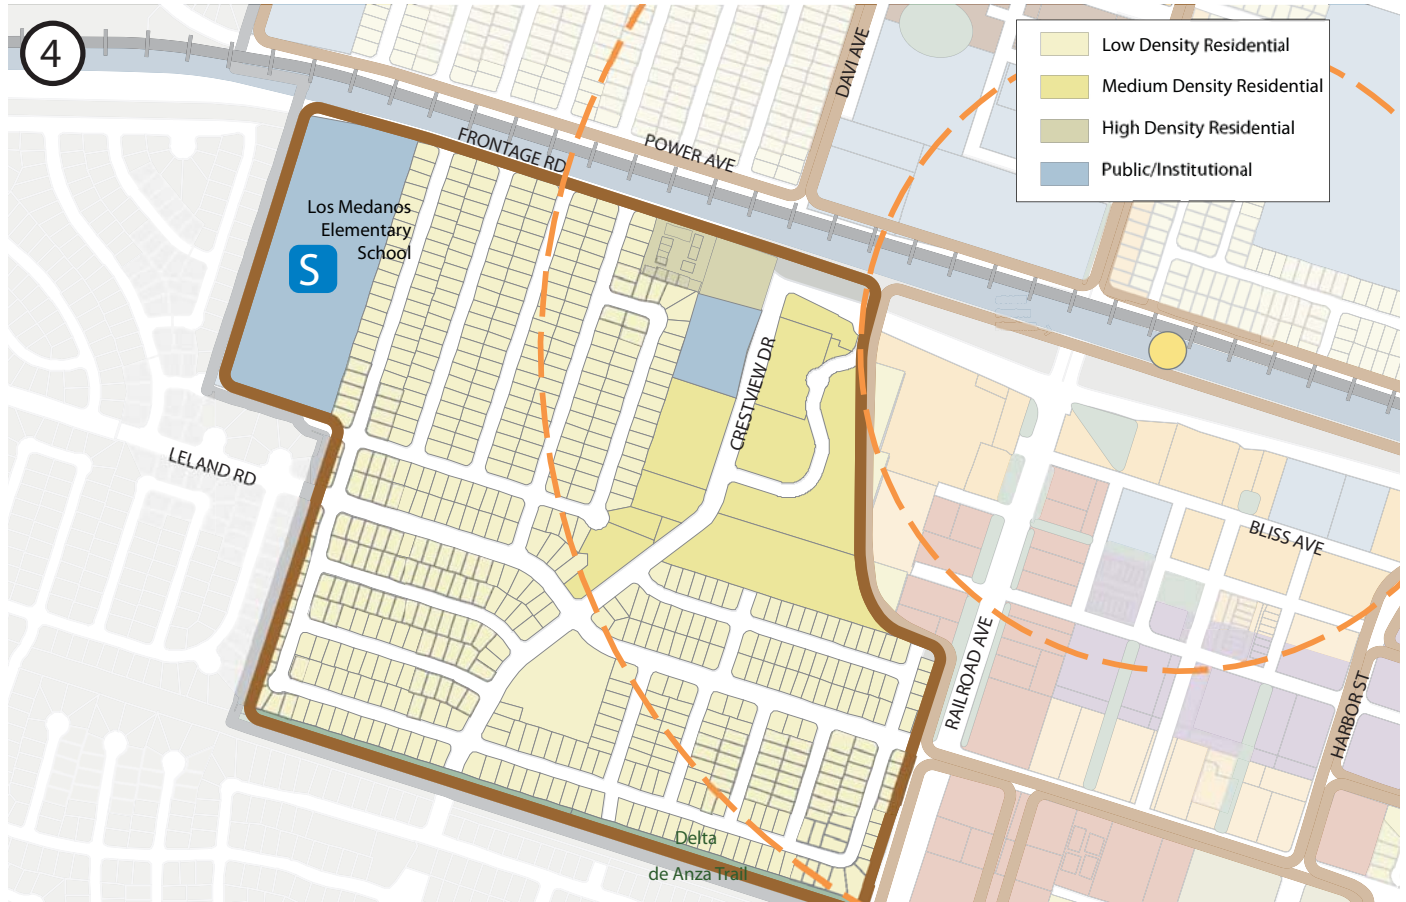 4
DAVI AVE
Low Density Residential
Medium Density Residential
High Density Residential
Public/Institutional
FRONTAGE RD
POWER AVE
Los Medanos
Elementary
School
S
CRESTVIEW DR
LELAND RD
BLISS AVE
RAILROAD AVE
HARBOR ST
Delta
de Anza Trail